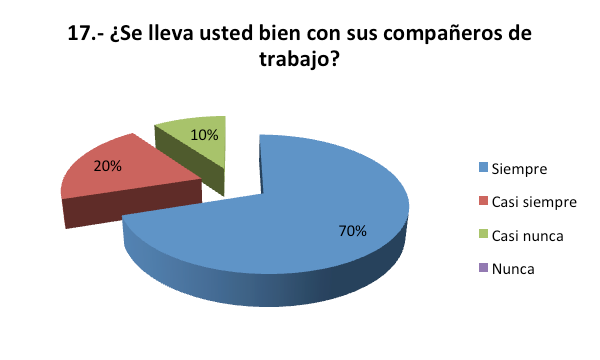 17.- ¿Se lleva usted bien con sus compañeros de
trabajo?
10%
20%
70%
Siempre
Casi siempre
Casi nunca
Nunca